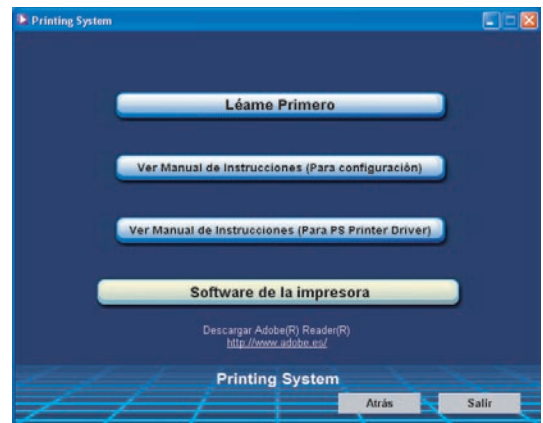 Printing System
Léame Primero
Ver Manual de Instrucciones (Para configuración)
Ver Manual de Instrucciones (Para PS Printer Driver)
Software de la impresora
Descargar Adobe(R) Reader(R)
http://www.adobe.es/
Printing System
Atrás Salir